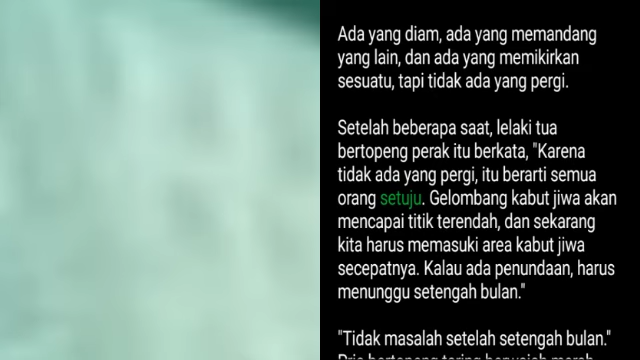 Ada yang diam, ada yang memandang
yang lain, dan ada yang memikirkan
sesuatu, tapi tidak ada yang pergi.
Setelah beberapa saat, lelaki tua
bertopeng perak itu berkata, "Karena
tidak ada yang pergi, itu berarti semua
orang setuju. Gelombang kabut jiwa akan
mencapai titik terendah, dan sekarang
kita harus memasuki area kabut jiwa
secepatnya. Kalau ada penundaan, harus
menunggu setengah bulan."
"Tidak masalah setelah setengah bulan."